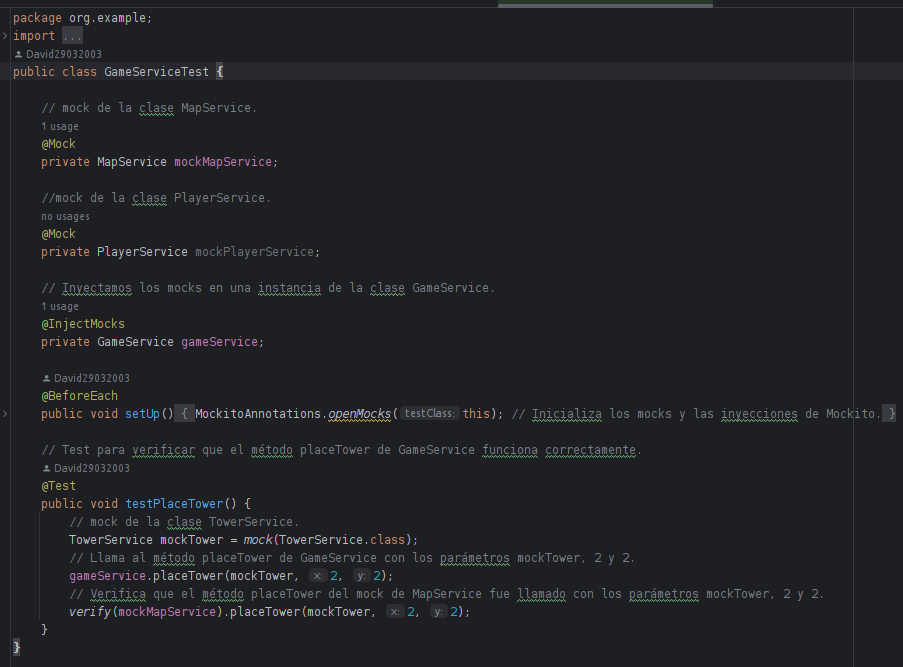 package org.example;
import ...
David29032003
public class GameServiceTest {
// mock de la clase MapService.
1 usage
@Mock
private MapService mockMapService;
//mock de la clase PlayerService.
no usages
@Mock
private PlayerService mockPlayerService;
// Inyectamos los mocks en una instancia de la clase GameService.
1 usage
@InjectMocks
private GameService gameService;
David29032003
@BeforeEach
public void setUp() { MockitoAnnotations.openMocks( testClass: this); // Inicializa los mocks y las inyecciones de Mockito. }
// Test para verificar que el método placeTower de GameService funciona correctamente.
David29032003
@Test
public void testPlaceTower() {
// mock de la clase TowerService.
TowerService mockTower = mock(TowerService.class);
// Llama al método placeTower de GameService con los parámetros mockTower, 2 y 2.
gameService.placeTower(mockTower, x: 2, y: 2);
// Verifica que el método placeTower del mock de MapService fue llamado con los parámetros mockTower, 2 y 2.
verify(mockMapService).placeTower(mockTower, x: 2, y: 2);
}
}